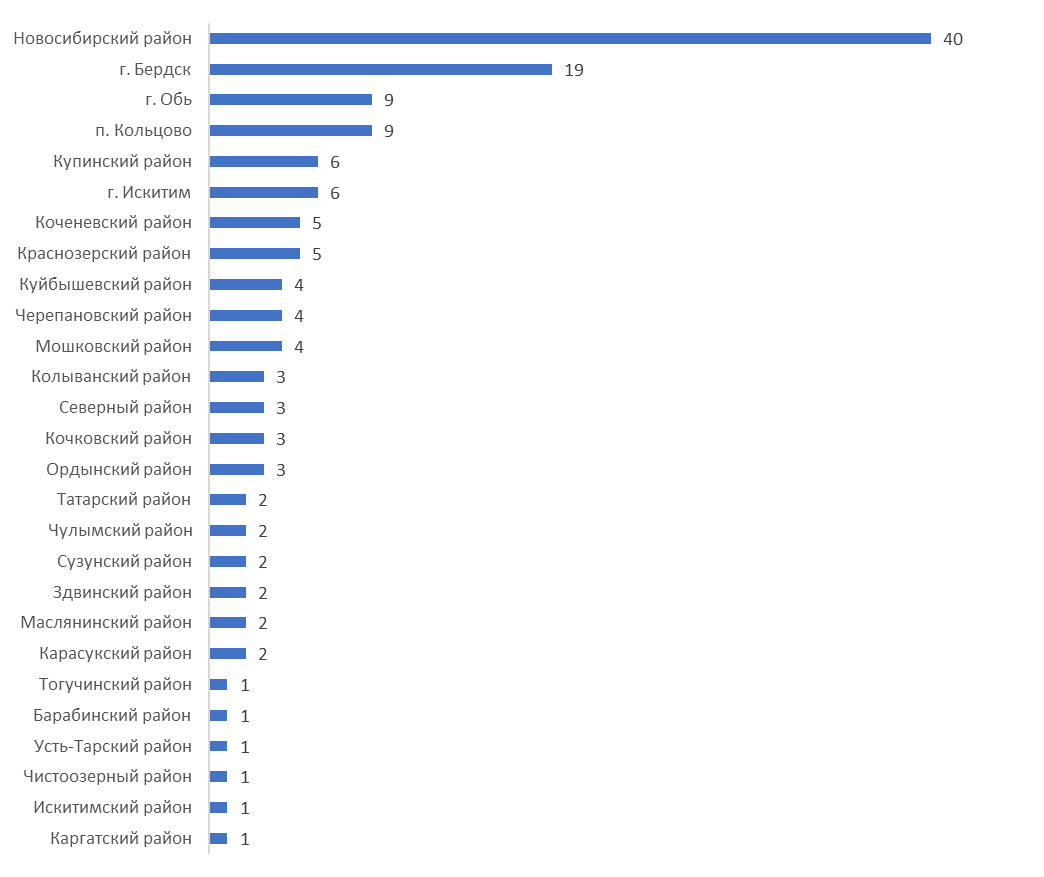 Новосибирский район 40
г. Бердск 19
г. Обь 9
п. Кольцово 9
Купинский район 6
г. Искитим 6
Коченевский район 5
Краснозерский район 5
Куйбышевский район 4
Черепановский район 4
Мошковский район 4
Колыванский район 3
Северный район 3
Кочковский район 3
Ордынский район 3
Татарский район 2
Чулымский район 2
Сузунский район 2
Здвинский район 2
Маслянинский район 2
Карасукский район 2
Тогучинский район 1
Барабинский район 1
Усть-Тарский район 1
Чистоозерный район 1
Искитимский район 1
Каргатский район 1